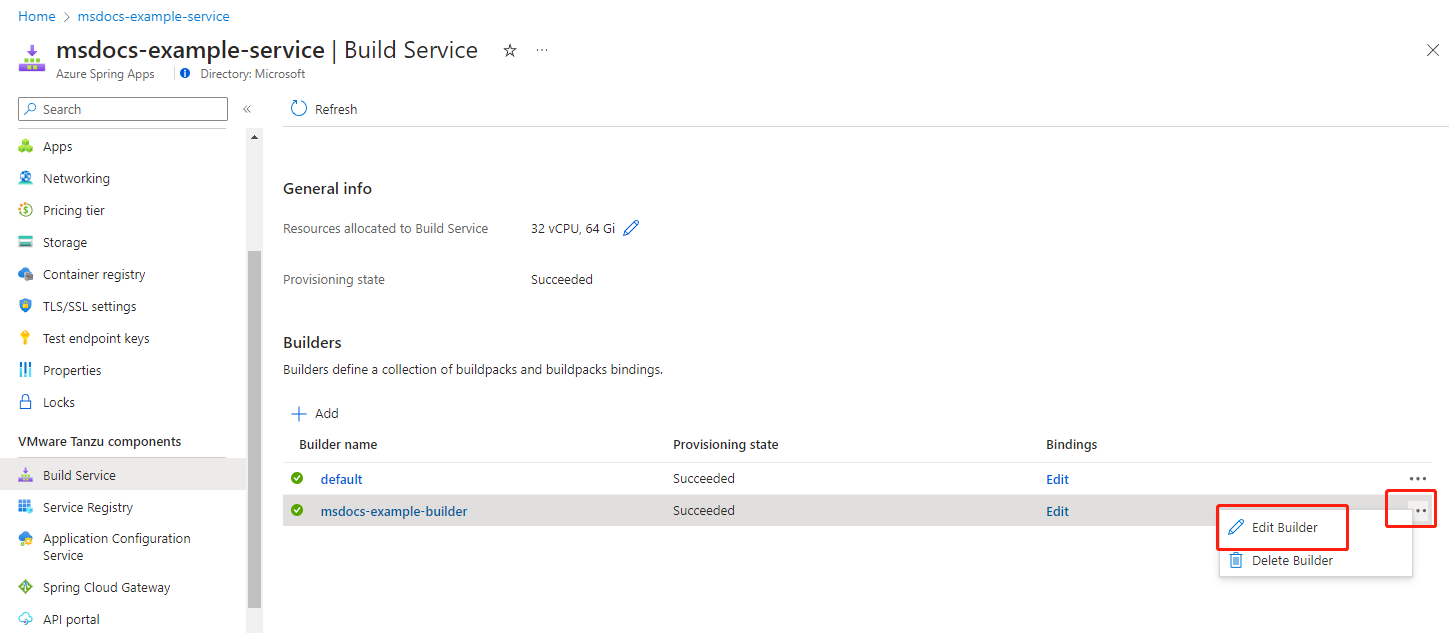 Home > msdocs-example-service
msdocs-example-service | Build Service
Azure Spring Apps
Directory: Microsoft
Search
«
Refresh
Apps
Networking
Pricing tier
Storage
Container registry
TLS/SSL settings
Test endpoint keys
Properties
Locks
VMware Tanzu components
Build Service
Service Registry
Application Configuration
Service
Spring Cloud Gateway
API portal
General info
Resources allocated to Build Service 32 vCPU, 64 Gi
Provisioning state Succeeded
Builders
Builders define a collection of buildpacks and buildpacks bindings.
Add
Builder name Provisioning state Bindings
default Succeeded Edit
msdocs-example-builder Succeeded Edit
Edit Builder
Delete Builder